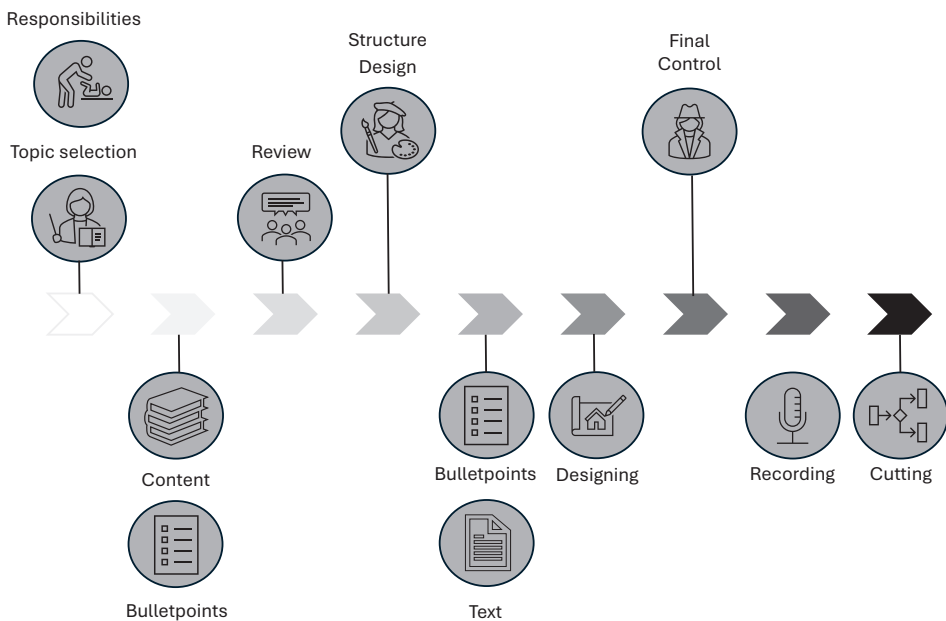 Responsibilities
Topic selection
Review
Structure
Design
Final
Control
Content
Bulletpoints
Bulletpoints
Text
Designing
Recording
Cutting